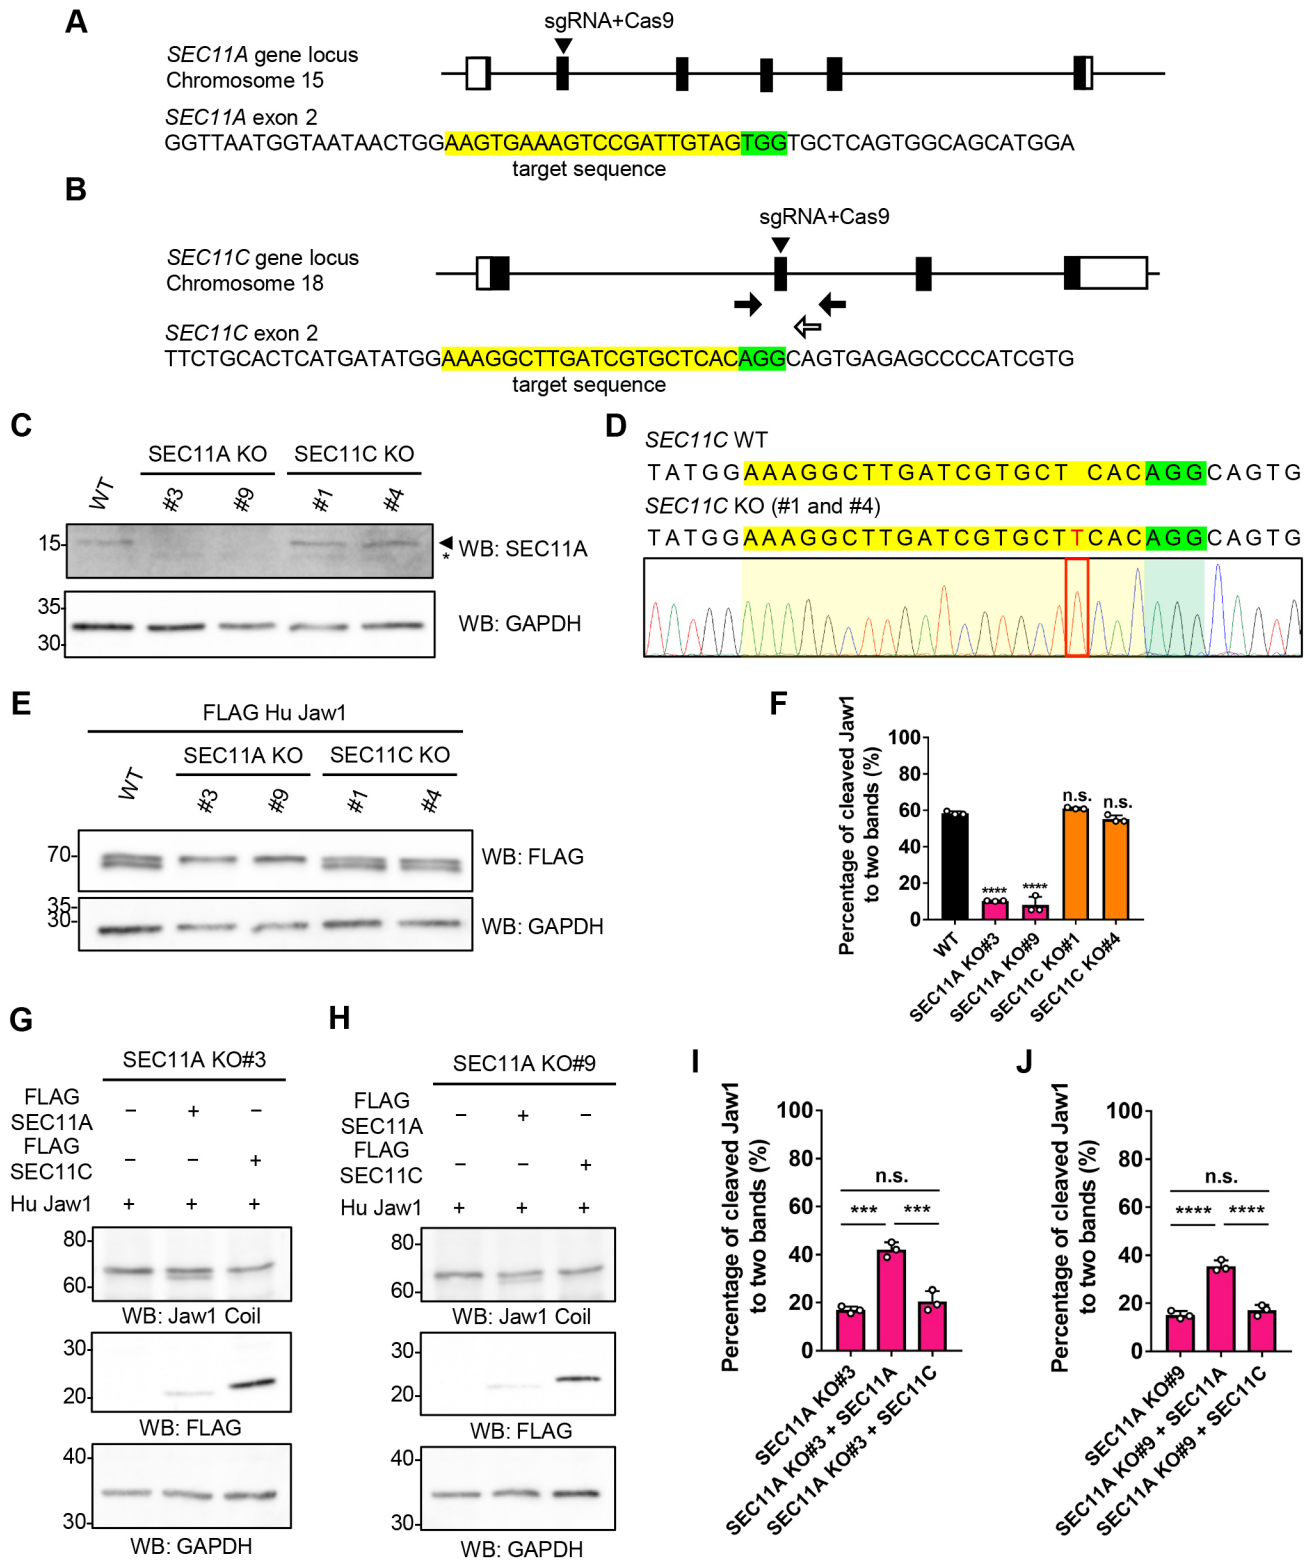 A
sgRNA+Cas9
SEC11A gene locus
Chromosome 15
SEC11A exon 2
GGTTAATGGTAATAACTGGAAGTGAAAGTCCGATTGTAGTGGTGCTCAGTGGCAGCATGGA
target sequence
B
sgRNA+Cas9
SEC11C gene locus
Chromosome 18
SEC11C exon 2
TTCTGCACTCATGATATGGAAAGGCTTGATCGTGCTCACAGGCAGTGAGAGCCCCATCGTG
target sequence
C
SEC11A KO SEC11C KO
WT #3 #9 #1 #4
15
* WB: SEC11A
35
30
WB: GAPDH
D
SEC11C WT
TATGGAAAGGCTTGATCGTGCT CACAGGCAGTG
SEC11C KO (#1 and #4)
TATGGAAAGGCTTGATCGTGCTTCACAGGCAGTG
E
FLAG Hu Jaw1
SEC11A KO SEC11C KO
WT #3 #9 #1 #4
70
WB: FLAG
35
30
WB: GAPDH
F
Percentage of cleaved Jaw1
to two bands (%)
100
80
60
40
20
0
**** **** n.s. n.s.
WT
SEC11A KO#3
SEC11A KO#9
SEC11C KO#1
SEC11C KO#4
G
SEC11A KO#3
FLAG
SEC11A
− + −
FLAG
SEC11C
− − +
Hu Jaw1 + + +
80
60
WB: Jaw1 Coil
30
20
WB: FLAG
40
30
WB: GAPDH
H
SEC11A KO#9
FLAG
SEC11A
− + −
FLAG
SEC11C
− − +
Hu Jaw1 + + +
80
60
WB: Jaw1 Coil
30
20
WB: FLAG
40
30
WB: GAPDH
I
Percentage of cleaved Jaw1
to two bands (%)
100
80
60
40
20
0
n.s.
*** ***
SEC11A KO#3
SEC11A KO#3 + SEC11A
SEC11A KO#3 + SEC11C
J
Percentage of cleaved Jaw1
to two bands (%)
100
80
60
40
20
0
n.s.
**** ****
SEC11A KO#9
SEC11A KO#9 + SEC11A
SEC11A KO#9 + SEC11C